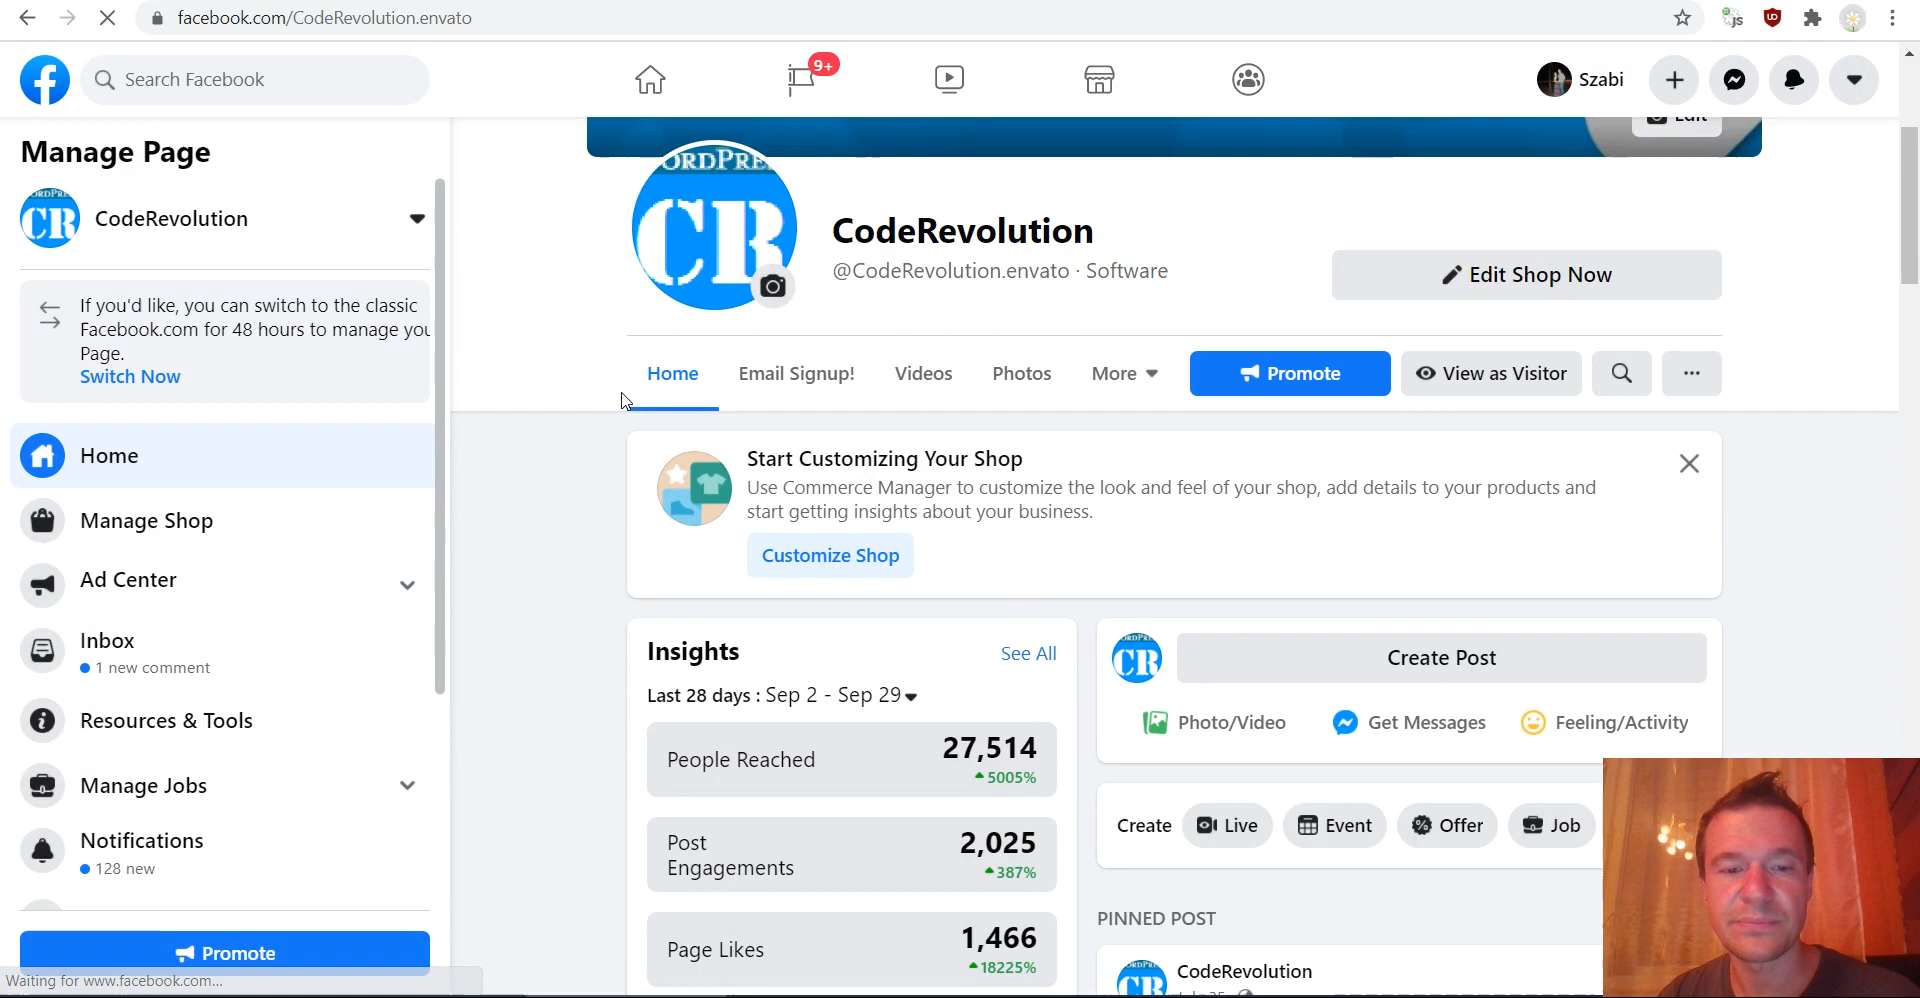 facebook.com/CodeRevolution.envato
Search Facebook
9+
Szabi
Manage Page
CodeRevolution
If you'd like, you can switch to the classic
Facebook.com for 48 hours to manage you
Page.
Switch Now
Home
Manage Shop
Ad Center
Inbox
1 new comment
Resources & Tools
Manage Jobs
Notifications
128 new
Promote
Waiting for www.facebook.com...
Edit
ORDPRE
CR
CodeRevolution
@CodeRevolution.envato · Software
Edit Shop Now
Home
Email Signup!
Videos
Photos
More
Promote
View as Visitor
Start Customizing Your Shop
Use Commerce Manager to customize the look and feel of your shop, add details to your products and
start getting insights about your business.
Customize Shop
Insights
See All
Last 28 days : Sep 2 - Sep 29
People Reached
27,514
5005%
Post
Engagements
2,025
387%
Page Likes
1,466
18225%
CR
Create Post
Photo/Video
Get Messages
Feeling/Activity
Create
Live
Event
Offer
Job
PINNED POST
CodeRevolution